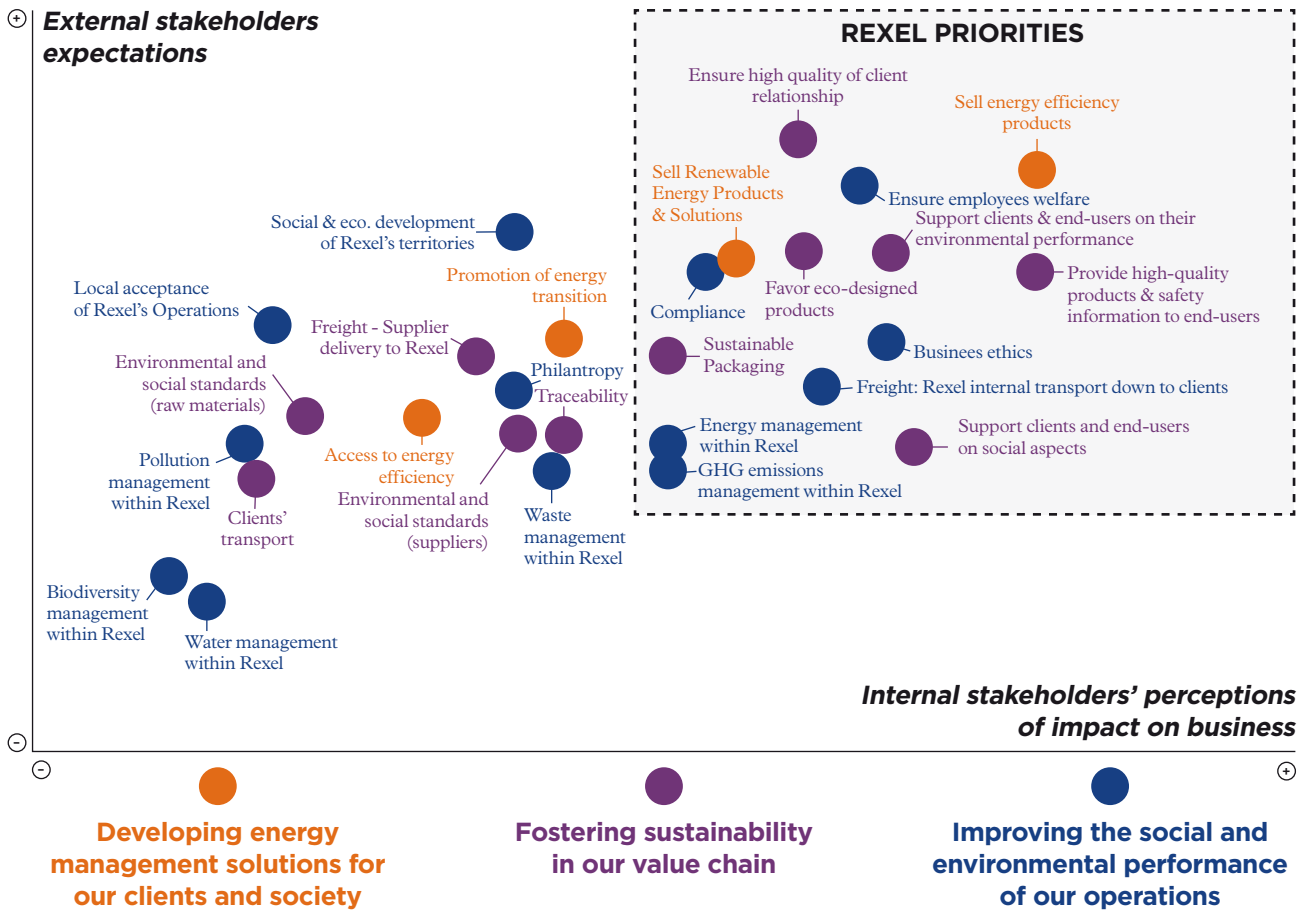 External stakeholders
expectations
REXEL PRIORITIES
Ensure high quality of client
relationship
Sell energy efficiency
products
Sell Renewable
Energy Products
& Solutions
Ensure employees welfare
Support clients & end-users on their
environmental performance
Social & eco. development
of Rexel's territories
Promotion of energy
transition
Provide high-quality
products & safety
information to end-users
Favor eco-designed
products
Compliance
Local acceptance
of Rexel's Operations
Freight - Supplier
delivery to Rexel
Sustainable
Packaging
Businees ethics
Environmental and
social standards
(raw materials)
Philantropy
Traceability
Freight: Rexel internal transport down to clients
Energy management
within Rexel
Support clients and end-users
on social aspects
Access to energy
efficiency
Pollution
management
within Rexel
GHG emissions
management within Rexel
Environmental and
social standards
(suppliers)
Clients'
transport
Waste
management
within Rexel
Biodiversity
management
within Rexel
Water management
within Rexel
Internal stakeholders' perceptions
of impact on business
Developing energy
management solutions for
our clients and society
Fostering sustainability
in our value chain
Improving the social and
environmental performance
of our operations